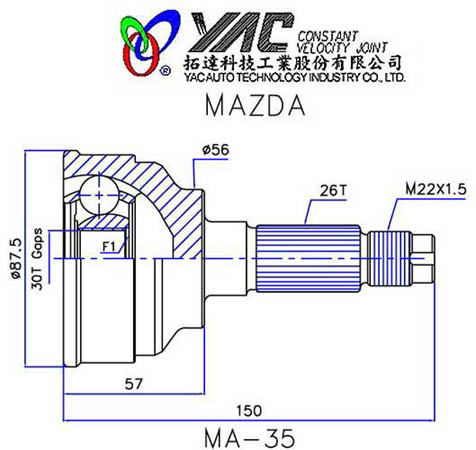 YAC CONSTANT
VELOCITY JOINT
®
拓達科技工業股份有限公司
YAC AUTO TECHNOLOGY INDUSTRY CO., LTD.
MAZDA
ø56
26T
M22X1.5
F1
ø87.5
30T Gaps
57
150
MA-35